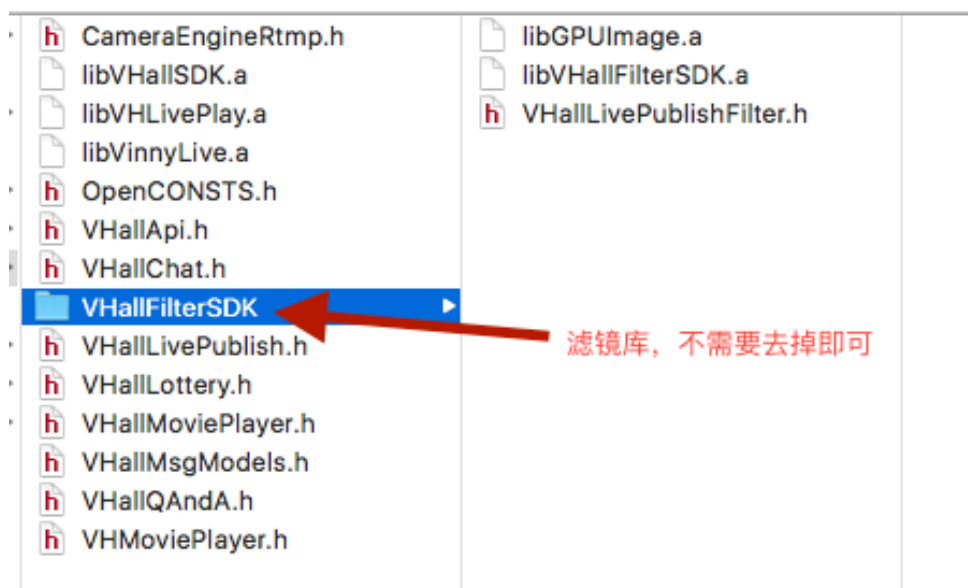 CameraEngineRtmp.h
libVHallSDK.a
libVHLivePlay.a
libVinnyLive.a
OpenCONSTS.h
VHallApi.h
VHallChat.h
VHallFilterSDK
VHallLivePublish.h
VHallLottery.h
VHallMoviePlayer.h
VHallMsgModels.h
VHallQAndA.h
VHMoviePlayer.h
libGPUImage.a
libVHallFilterSDK.a
VHallLivePublishFilter.h
滤镜库，不需要去掉即可